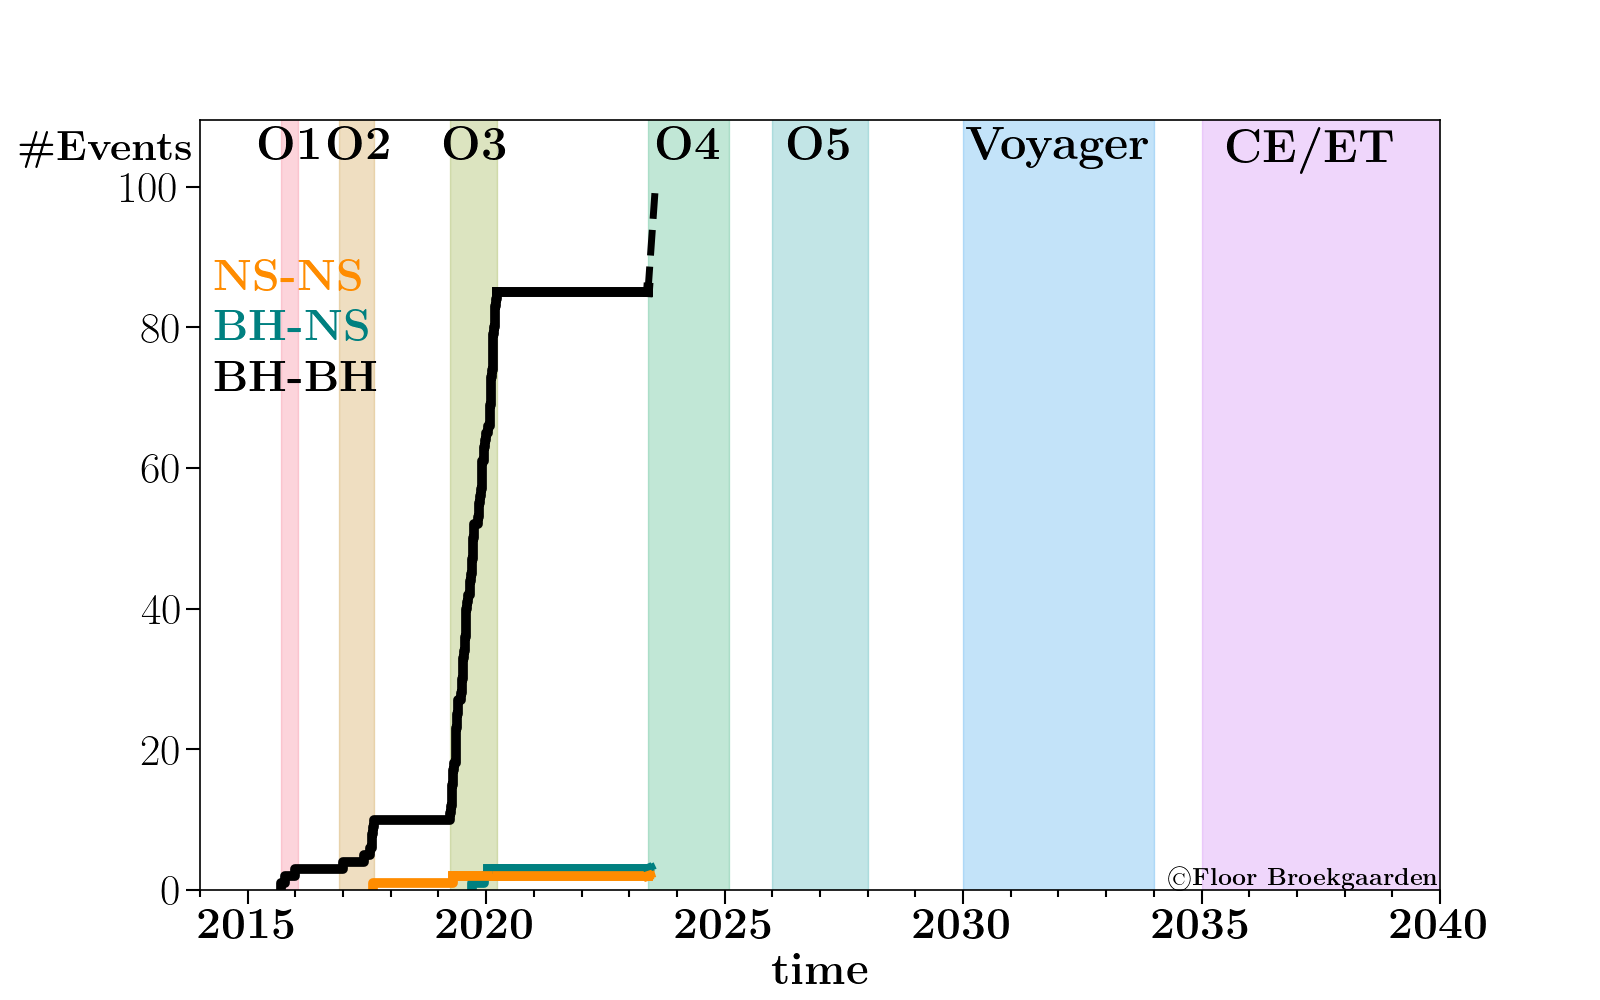 #Events
O1 O2 O3 O4 O5 Voyager CE/ET
100
NS-NS
BH-NS
80
BH-BH
60
40
20
0
©Floor Broekgaarden
2015 2020 2025 2030 2035 2040
time